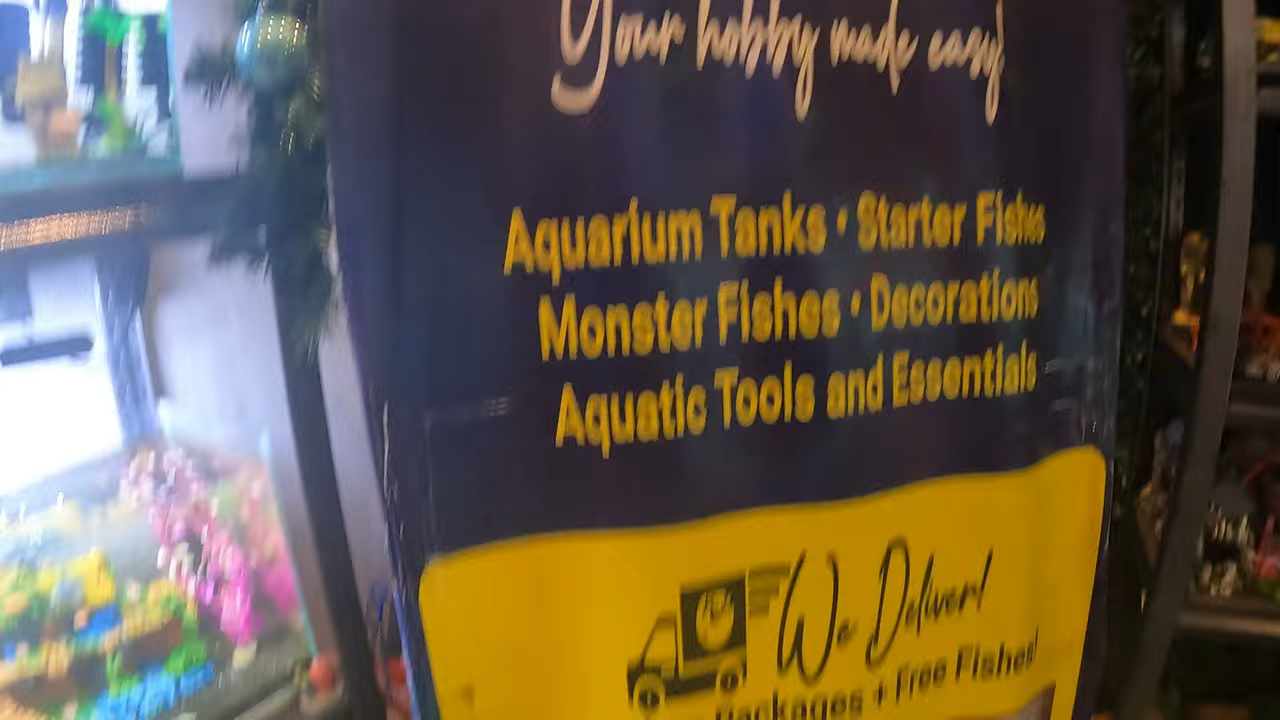 Your hobby made easy!
Aquarium Tanks • Starter Fishes
Monster Fishes • Decorations
Aquatic Tools and Essentials
We Deliver!
Packages + Free Fishes!